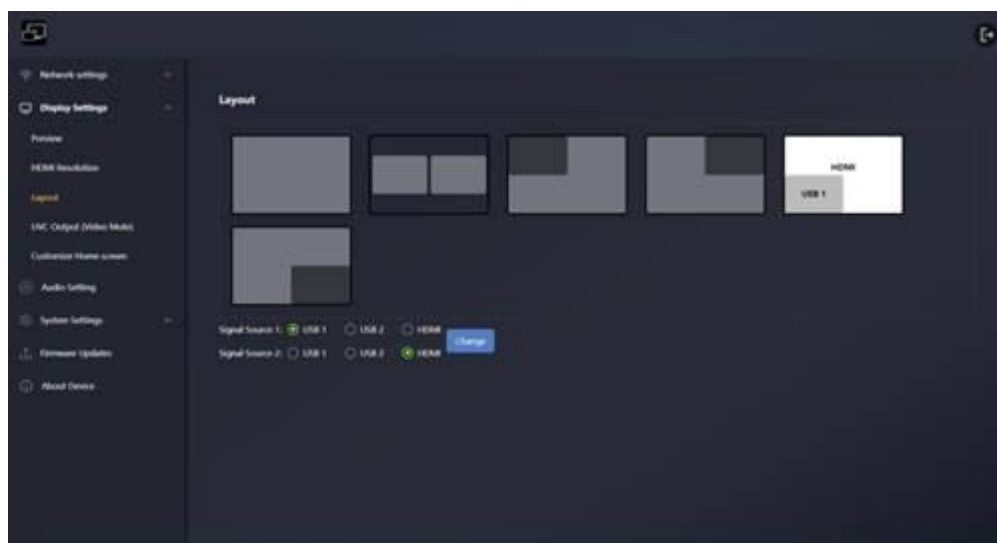 Network settings
Display Settings
Preview
HDMI Resolution
Layout
UVC Output (Video Mute)
Customize Home screen
Audio Setting
System Settings
Firmware Updates
About Device
Layout
HDMI
USB 1
Signal Source 1: USB 1 USB 2 HDMI
Signal Source 2: USB 1 USB 2 HDMI
Change